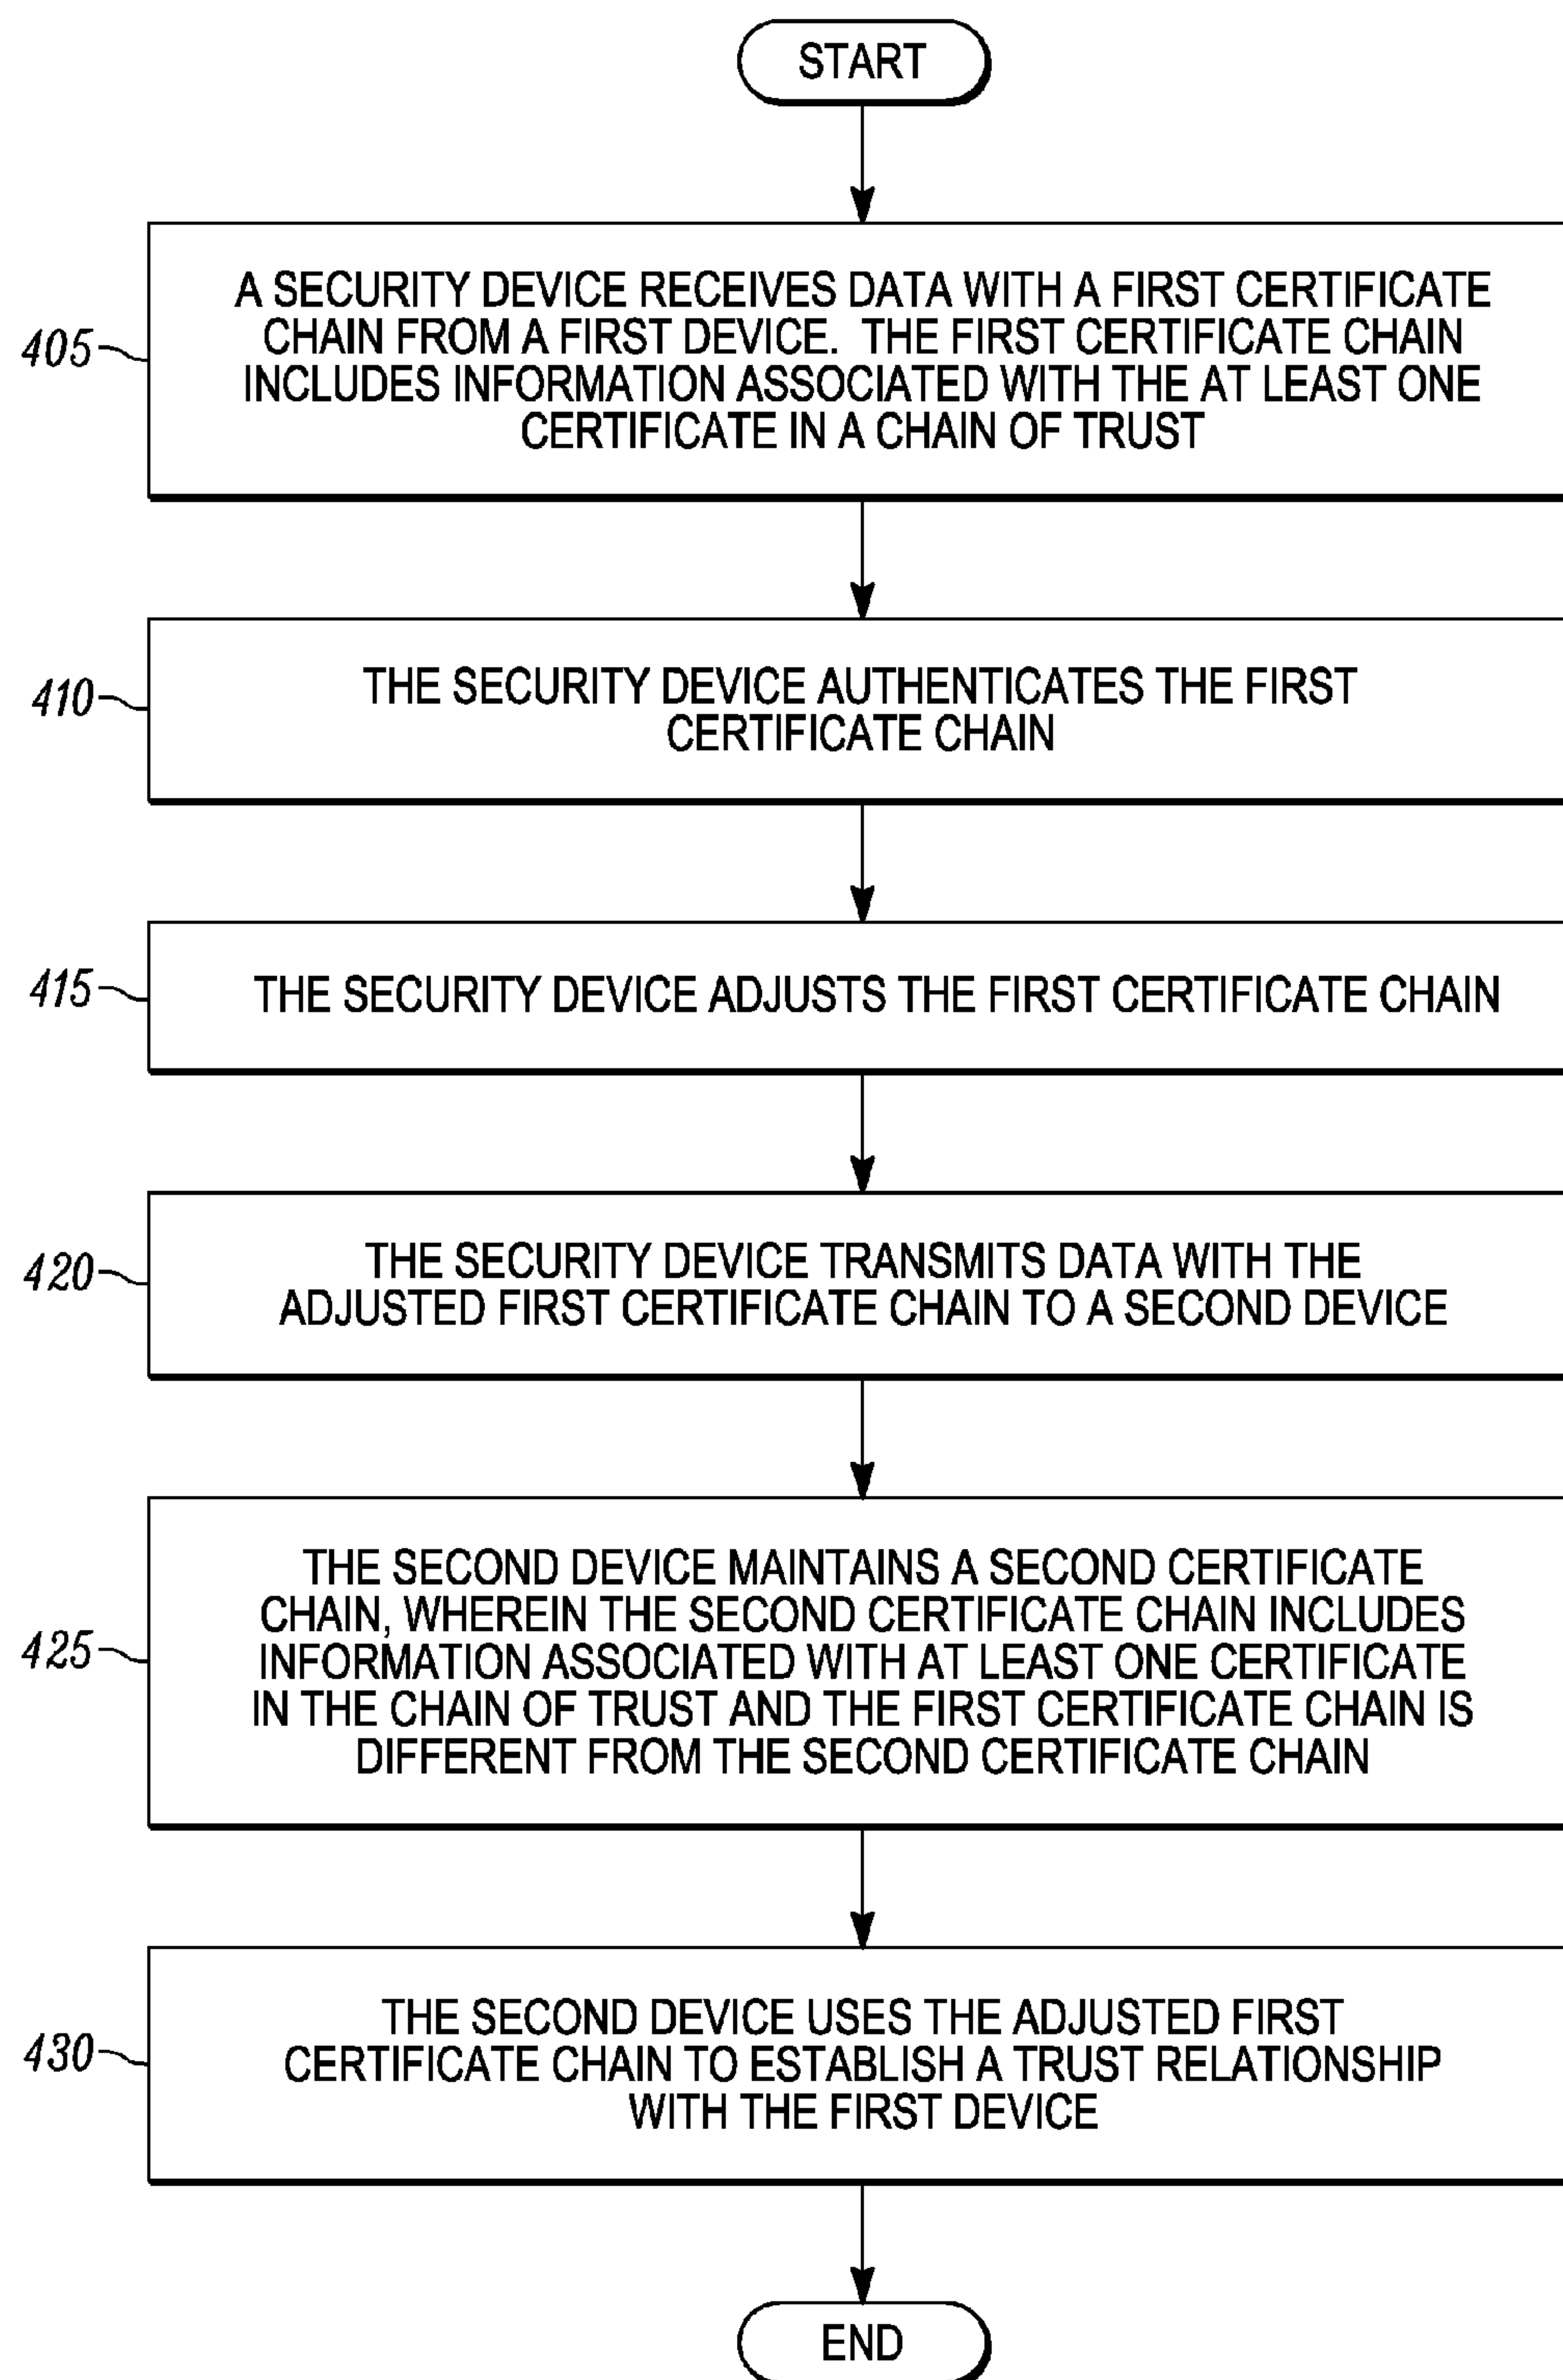 START
405
A SECURITY DEVICE RECEIVES DATA WITH A FIRST CERTIFICATE
CHAIN FROM A FIRST DEVICE. THE FIRST CERTIFICATE CHAIN
INCLUDES INFORMATION ASSOCIATED WITH THE AT LEAST ONE
CERTIFICATE IN A CHAIN OF TRUST
410
THE SECURITY DEVICE AUTHENTICATES THE FIRST
CERTIFICATE CHAIN
415
THE SECURITY DEVICE ADJUSTS THE FIRST CERTIFICATE CHAIN
420
THE SECURITY DEVICE TRANSMITS DATA WITH THE
ADJUSTED FIRST CERTIFICATE CHAIN TO A SECOND DEVICE
425
THE SECOND DEVICE MAINTAINS A SECOND CERTIFICATE
CHAIN, WHEREIN THE SECOND CERTIFICATE CHAIN INCLUDES
INFORMATION ASSOCIATED WITH AT LEAST ONE CERTIFICATE
IN THE CHAIN OF TRUST AND THE FIRST CERTIFICATE CHAIN IS
DIFFERENT FROM THE SECOND CERTIFICATE CHAIN
430
THE SECOND DEVICE USES THE ADJUSTED FIRST
CERTIFICATE CHAIN TO ESTABLISH A TRUST RELATIONSHIP
WITH THE FIRST DEVICE
END